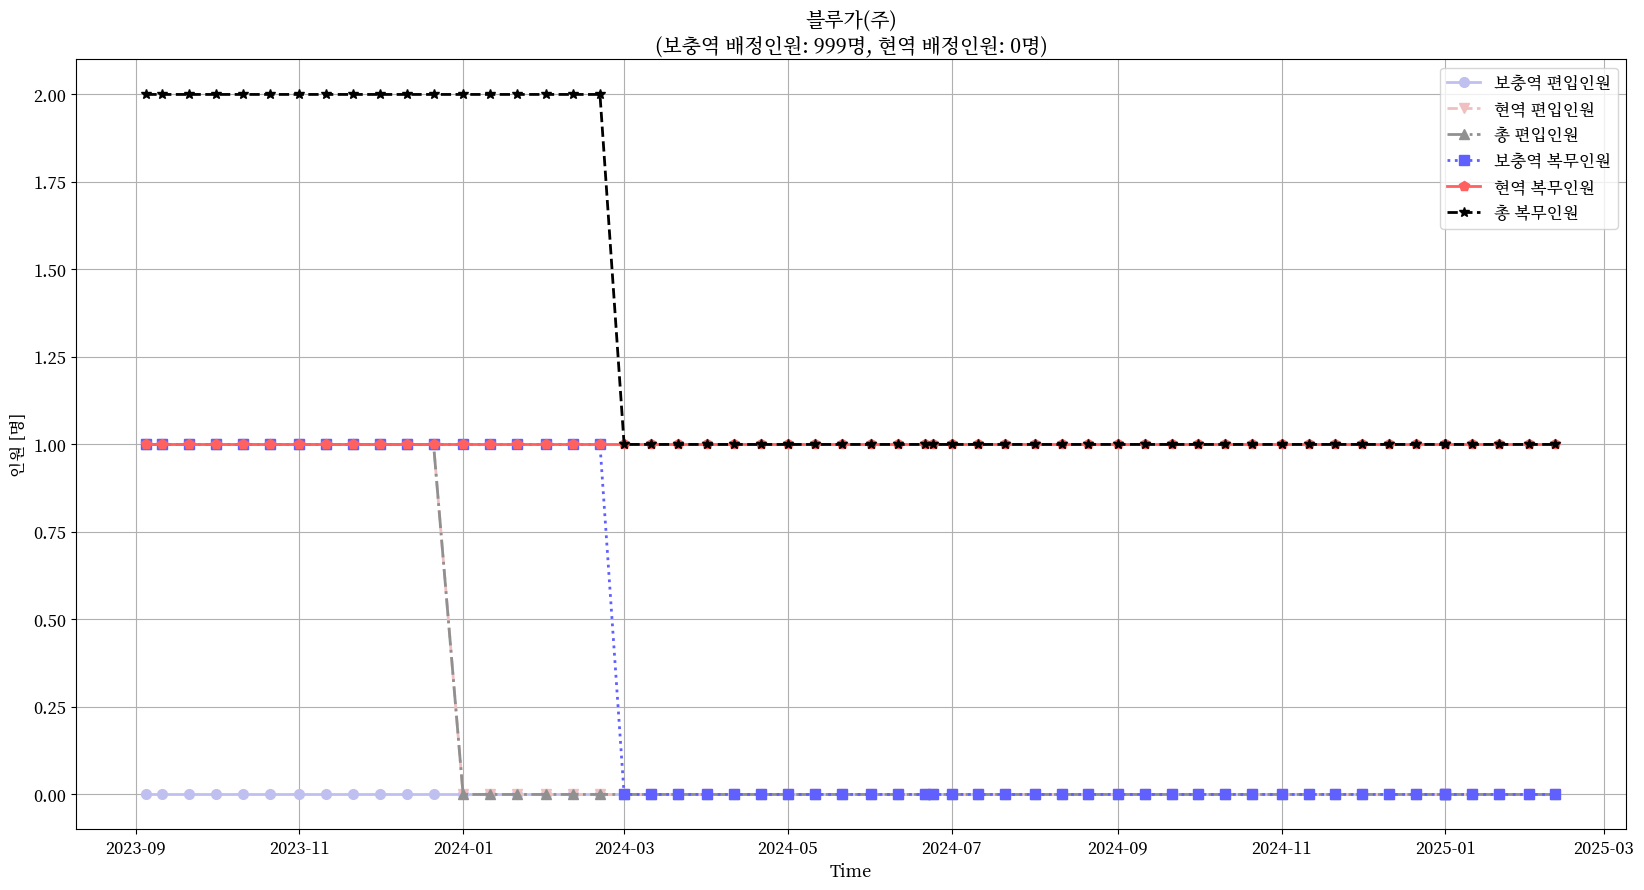 블루가(주)
(보충역 배정인원: 999명, 현역 배정인원: 0명)
보충역 편입인원
현역 편입인원
총 편입인원
보충역 복무인원
현역 복무인원
총 복무인원
인원 [명]
2.00
1.75
1.50
1.25
1.00
0.75
0.50
0.25
0.00
2023-09
2023-11
2024-01
2024-03
2024-05
2024-07
2024-09
2024-11
2025-01
2025-03
Time